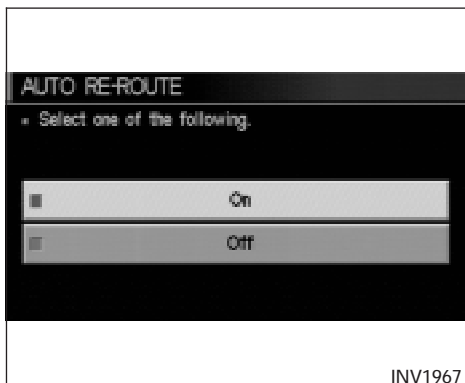 AUTO RE-ROUTE
Select one of the following.
On
Off
INV1967